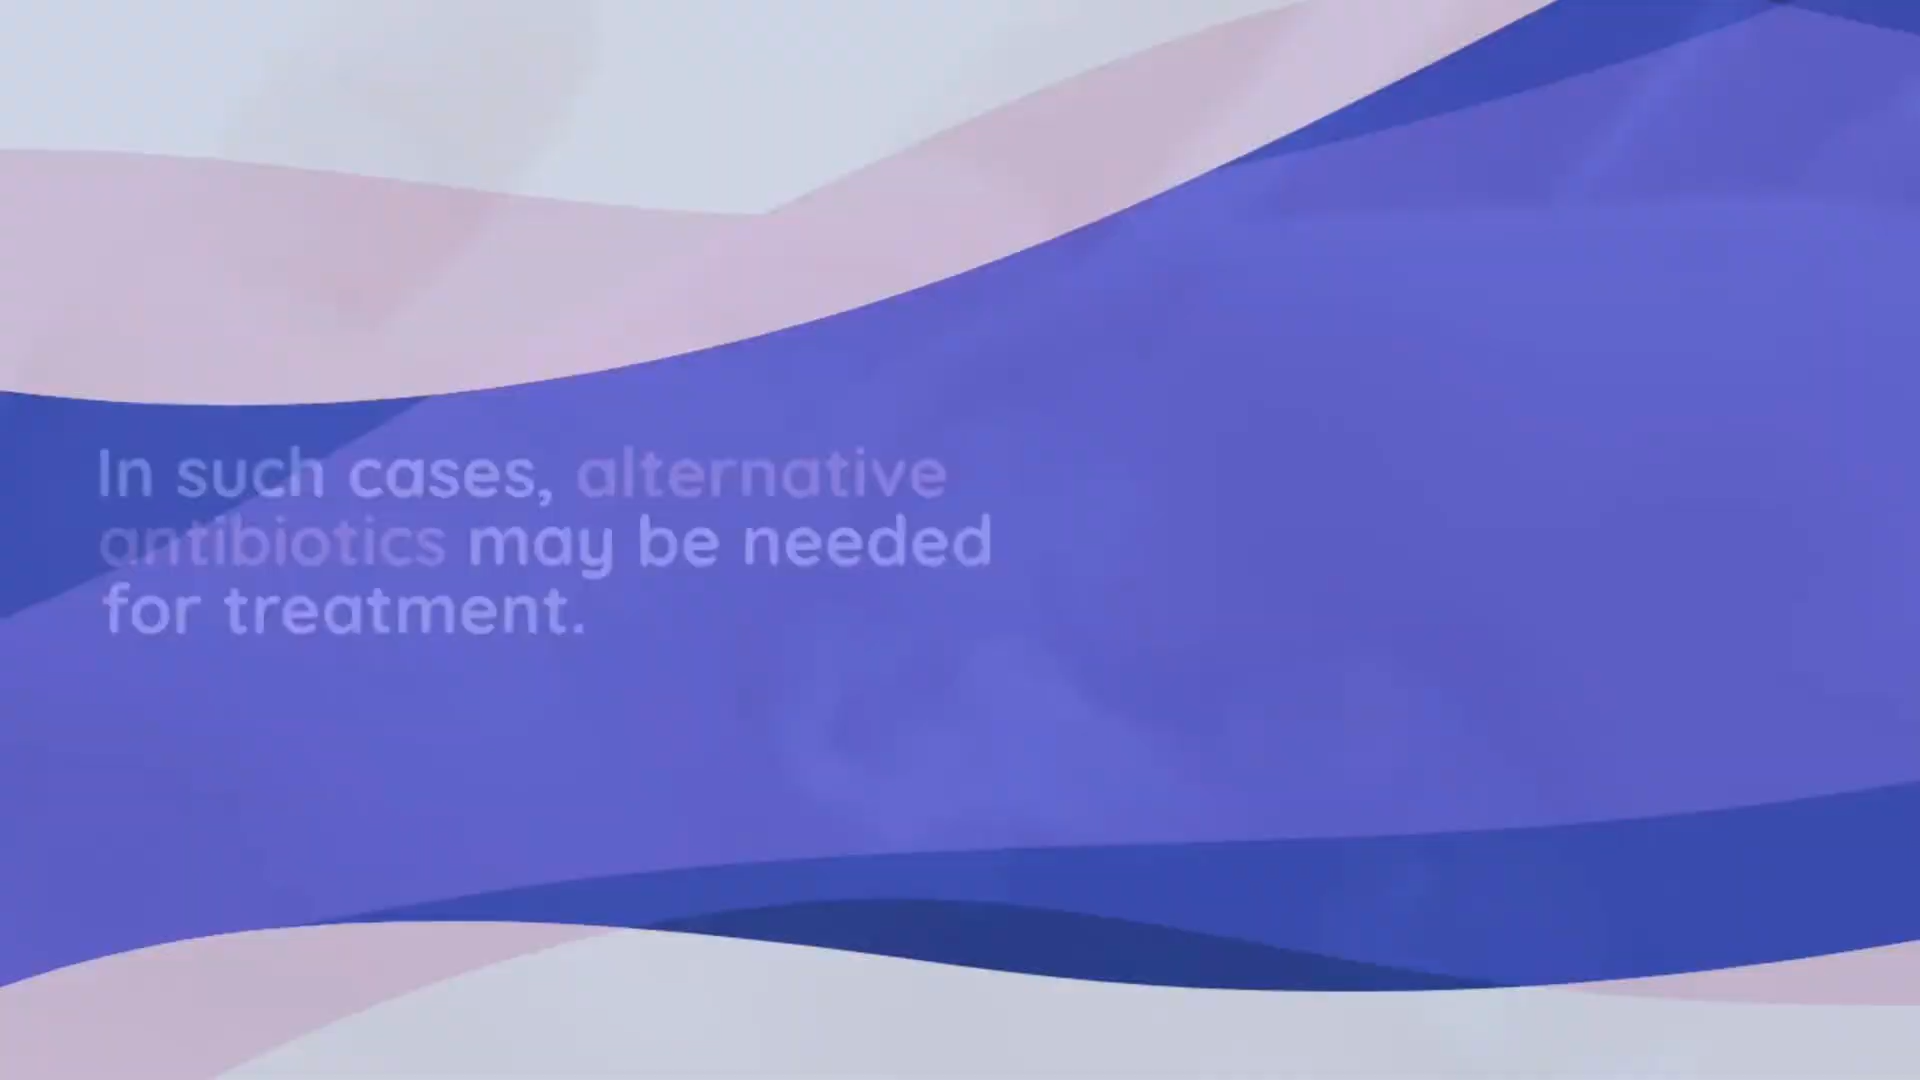 In such cases, alternative
antibiotics may be needed
for treatment.